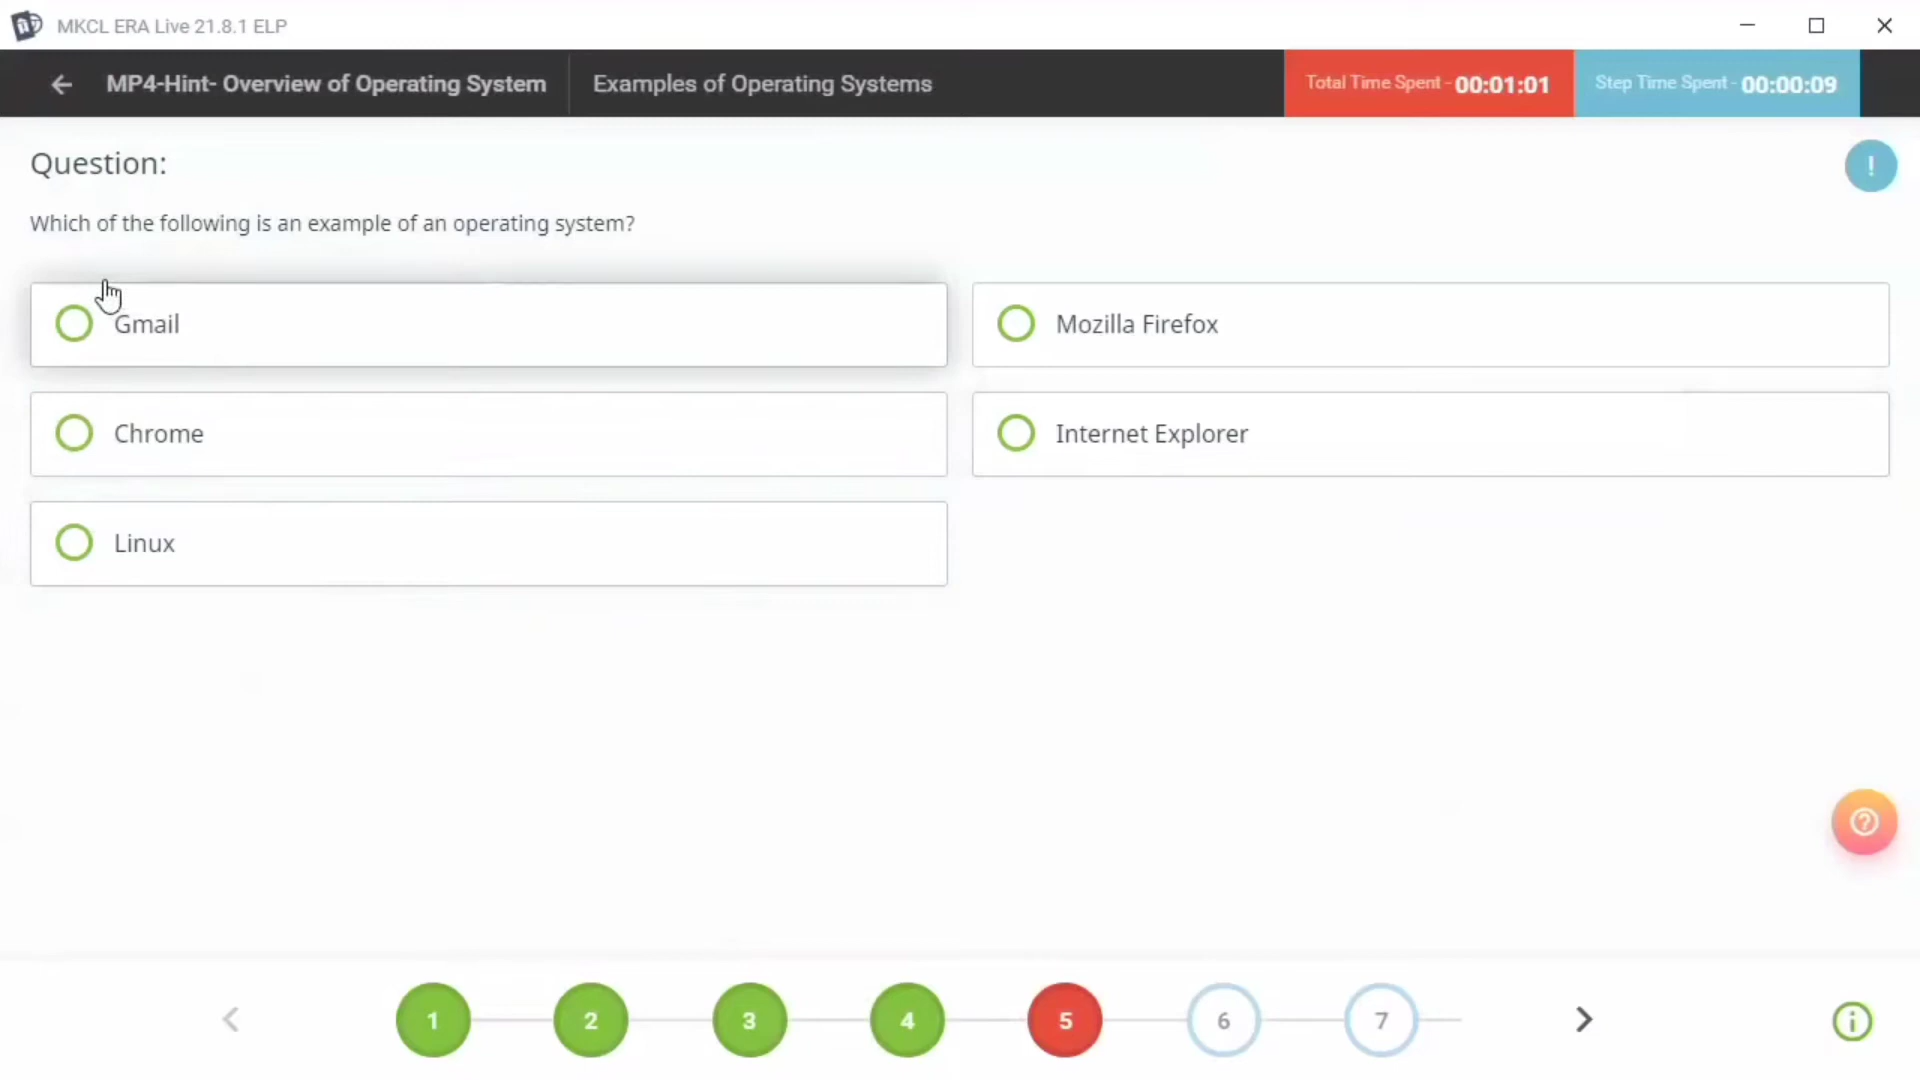 MKCL ERA Live 21.8.1 ELP
MP4-Hint- Overview of Operating System
Examples of Operating Systems
Total Time Spent - 00:01:01
Step Time Spent - 00:00:09
Question:
!
Which of the following is an example of an operating system?
Gmail
Mozilla Firefox
Chrome
Internet Explorer
Linux
?
1 2 3 4 5 6 7
i